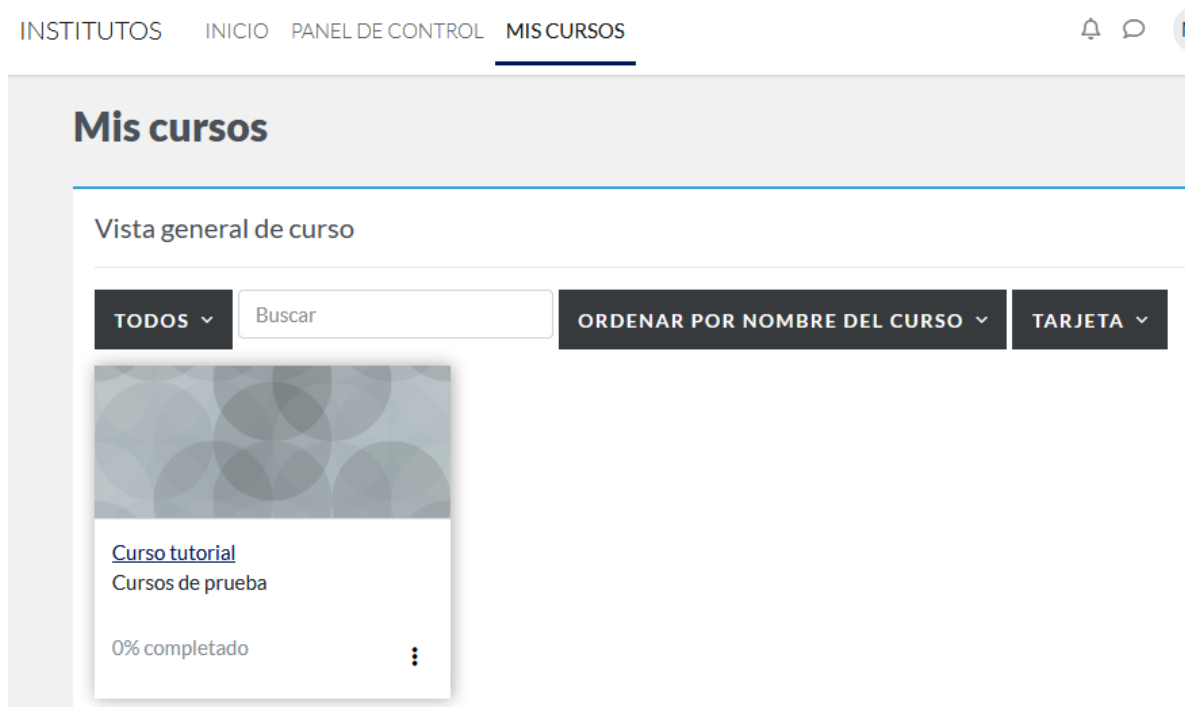 INSTITUTOS INICIO PANEL DE CONTROL MIS CURSOS
Mis cursos
Vista general de curso
TODOS Buscar ORDENAR POR NOMBRE DEL CURSO TARJETA
Curso tutorial
Cursos de prueba
0% completado